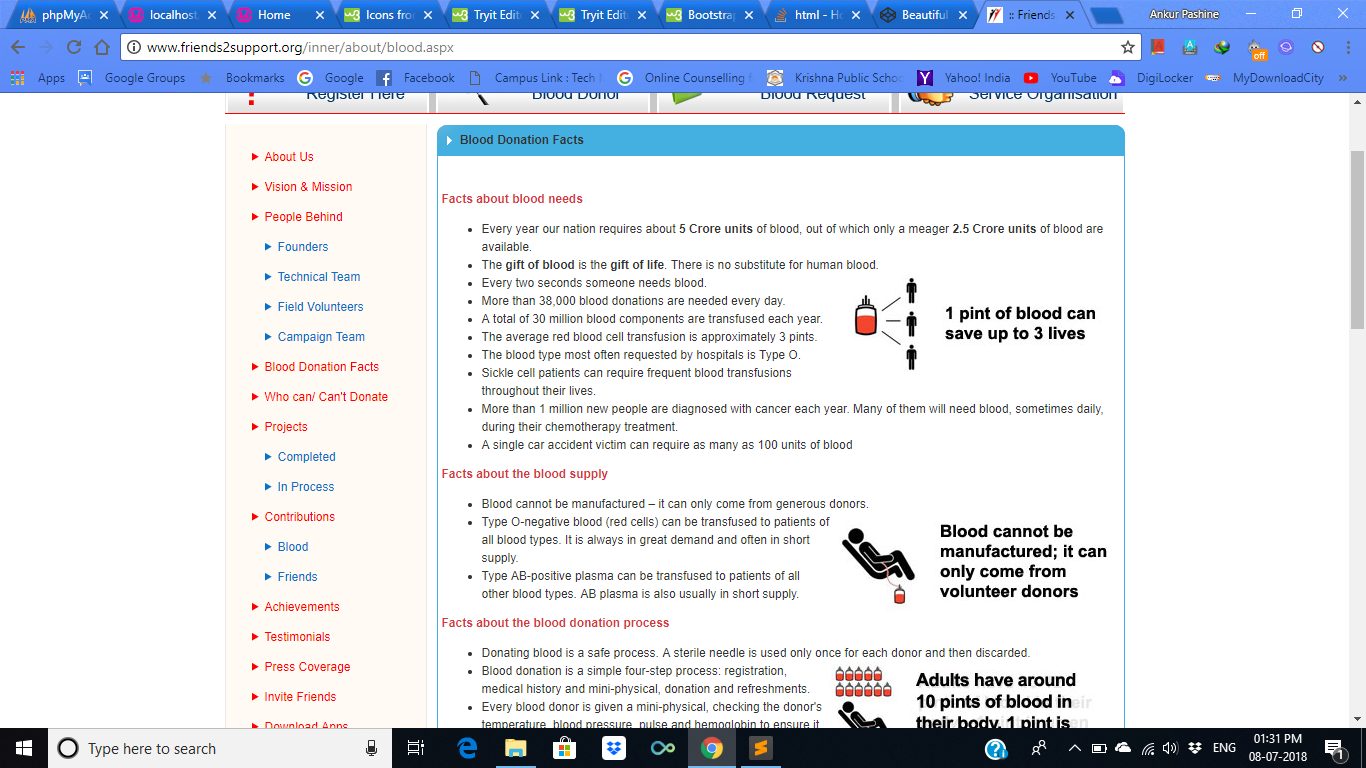 phpMyAc
localhost
Home
Icons fro
Tryit Edit
Tryit Edit
Bootstrap
html - Ho
Beautiful
:: Friends
Ankur Pashine
www.friends2support.org/inner/about/blood.aspx
off
Apps
Google Groups
Bookmarks
Google
Facebook
Campus Link : Tech
Online Counselling f
Krishna Public Schoo
Yahoo! India
YouTube
DigiLocker
MyDownloadCity
»
Register Here
Blood Donor
Blood Request
Service Organisation
About Us
Vision & Mission
People Behind
Founders
Technical Team
Field Volunteers
Campaign Team
Blood Donation Facts
Who can/ Can't Donate
Projects
Completed
In Process
Contributions
Blood
Friends
Achievements
Testimonials
Press Coverage
Invite Friends
Download Apps
Blood Donation Facts
Facts about blood needs
• Every year our nation requires about 5 Crore units of blood, out of which only a meager 2.5 Crore units of blood are
available.
• The gift of blood is the gift of life. There is no substitute for human blood.
• Every two seconds someone needs blood.
• More than 38,000 blood donations are needed every day.
• A total of 30 million blood components are transfused each year.
• The average red blood cell transfusion is approximately 3 pints.
• The blood type most often requested by hospitals is Type O.
• Sickle cell patients can require frequent blood transfusions
throughout their lives.
• More than 1 million new people are diagnosed with cancer each year. Many of them will need blood, sometimes daily,
during their chemotherapy treatment.
• A single car accident victim can require as many as 100 units of blood
1 pint of blood can
save up to 3 lives
Facts about the blood supply
• Blood cannot be manufactured – it can only come from generous donors.
• Type O-negative blood (red cells) can be transfused to patients of
all blood types. It is always in great demand and often in short
supply.
• Type AB-positive plasma can be transfused to patients of all
other blood types. AB plasma is also usually in short supply.
Blood cannot be
manufactured; it can
only come from
volunteer donors
Facts about the blood donation process
• Donating blood is a safe process. A sterile needle is used only once for each donor and then discarded.
• Blood donation is a simple four-step process: registration,
medical history and mini-physical, donation and refreshments.
• Every blood donor is given a mini-physical, checking the donor's
temperature, blood pressure, pulse and hemoglobin to ensure it
Adults have around
10 pints of blood in
their body. 1 pint is
Type here to search
ENG
01:31 PM
08-07-2018
1